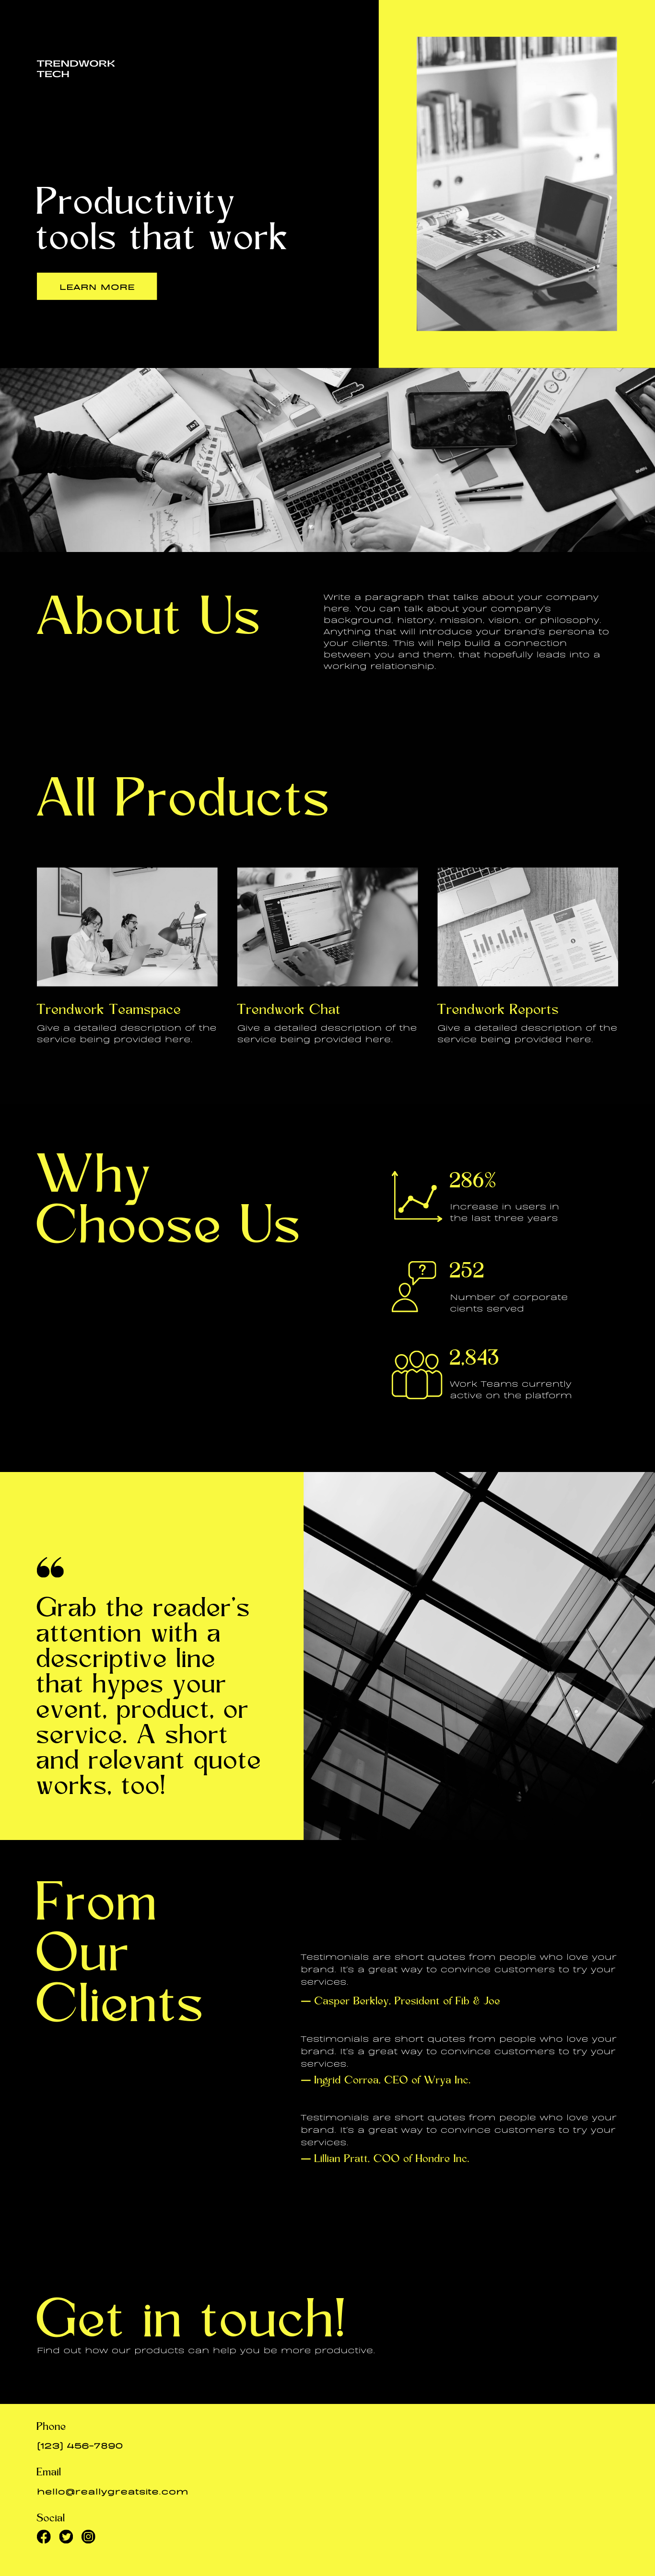 TRENDWORK
TECH
Productivity
tools that work
LEARN MORE
About Us
Write a paragraph that talks about your company
here. You can talk about your company's
background, history, mission, vision, or philosophy.
Anything that will introduce your brand's persona to
your clients. This will help build a connection
between you and them, that hopefully leads into a
working relationship.
All Products
Trendwork Teamspace
Give a detailed description of the
service being provided here.
Trendwork Chat
Give a detailed description of the
service being provided here.
Trendwork Reports
Give a detailed description of the
service being provided here.
Why
Choose Us
286%
Increase in users in
the last three years
252
Number of corporate
cients served
2,843
Work Teams currently
active on the platform
“
Grab the reader's
attention with a
descriptive line
that hypes your
event, product, or
service. A short
and relevant quote
works, too!
From
Our
Clients
Testimonials are short quotes from people who love your
brand. It's a great way to convince customers to try your
services.
— Casper Berkley, President of Fib & Joe
Testimonials are short quotes from people who love your
brand. It's a great way to convince customers to try your
services.
— Ingrid Correa, CEO of Wrya Inc.
Testimonials are short quotes from people who love your
brand. It's a great way to convince customers to try your
services.
— Lillian Pratt, COO of Hondre Inc.
Get in touch!
Find out how our products can help you be more productive.
Phone
(123) 456-7890
Email
hello@reallygreatsite.com
Social